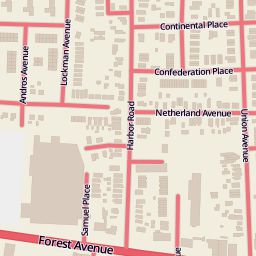 Continental Place
Andros Avenue
Lockman Avenue
Confederation Place
Harbor Road
Netherland Avenue
Union Avenue
Samuel Place
Forest Avenue